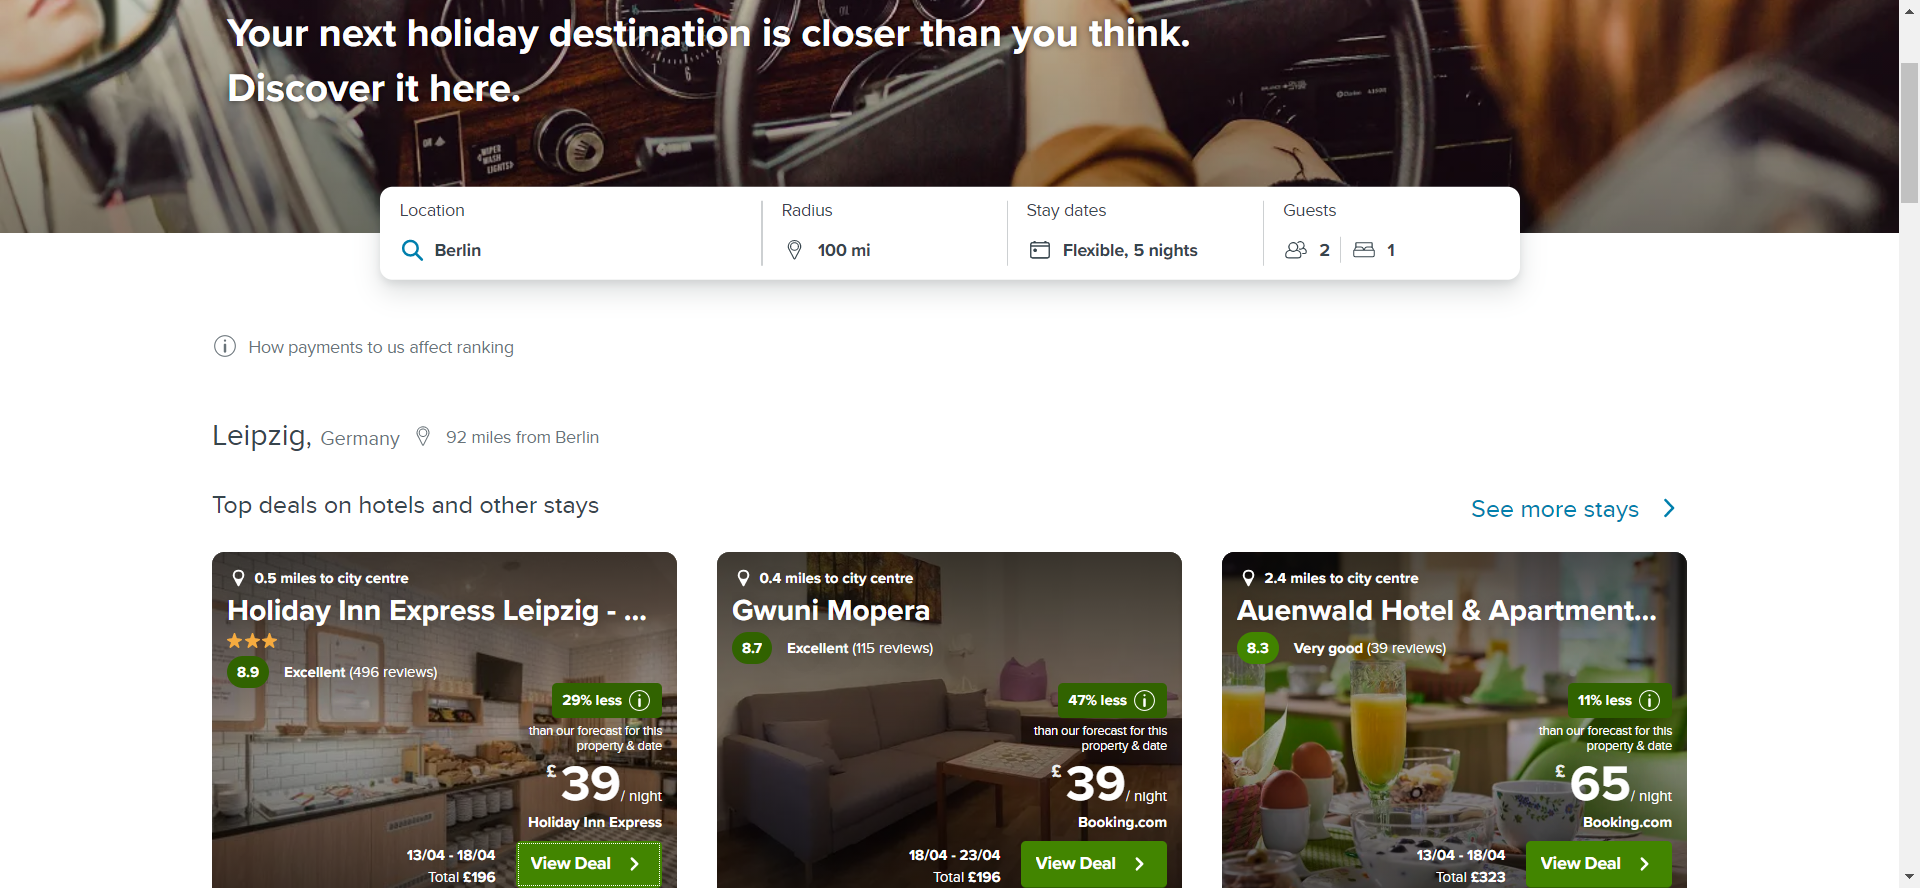 Your next holiday destination is closer than you think.
Discover it here.
WIPER
WASH
LIGHTS
Location
Radius
Stay dates
Guests
Berlin
100 mi
Flexible, 5 nights
2
1
How payments to us affect ranking
Leipzig, Germany 92 miles from Berlin
Top deals on hotels and other stays
See more stays
0.5 miles to city centre
Holiday Inn Express Leipzig - ...
8.9 Excellent (496 reviews)
29% less
than our forecast for this
property & date
£39 / night
Holiday Inn Express
13/04 - 18/04
Total £196
View Deal
0.4 miles to city centre
Gwuni Mopera
8.7 Excellent (115 reviews)
47% less
than our forecast for this
property & date
£39 / night
Booking.com
18/04 - 23/04
Total £196
View Deal
2.4 miles to city centre
Auenwald Hotel & Apartment...
8.3 Very good (39 reviews)
11% less
than our forecast for this
property & date
£65 / night
Booking.com
13/04 - 18/04
Total £323
View Deal